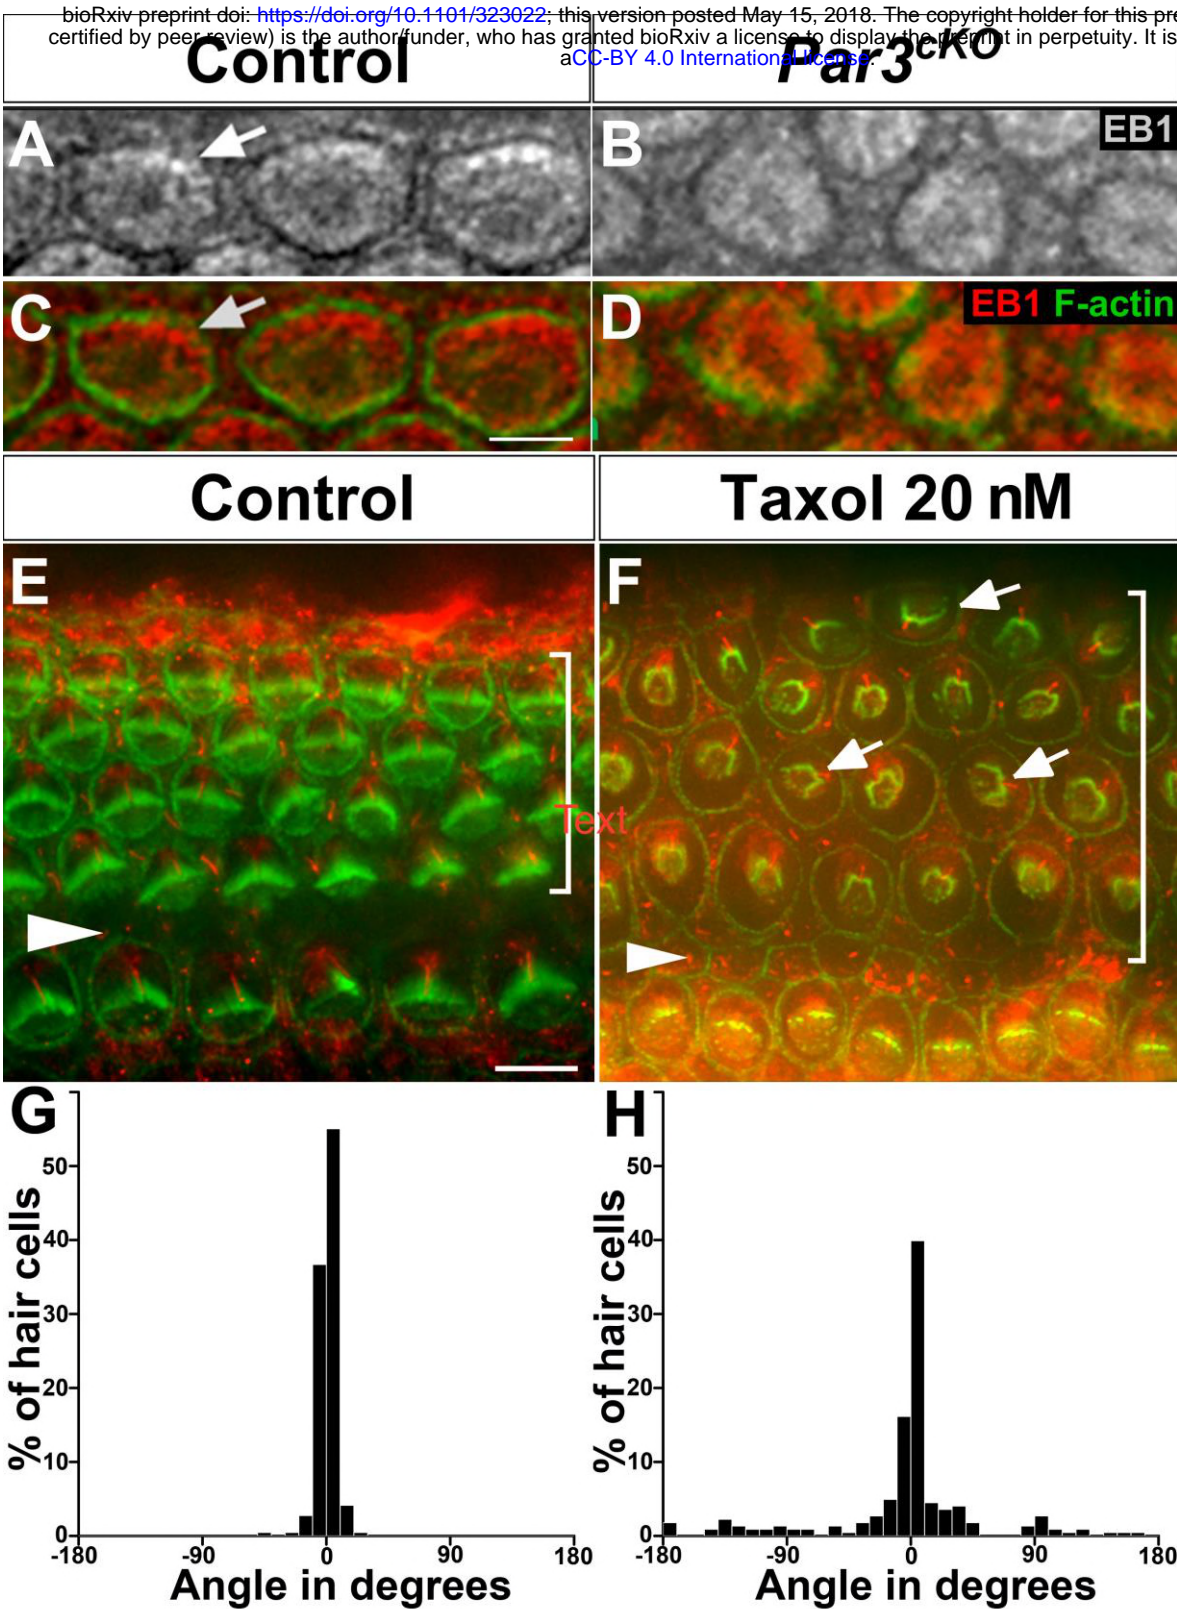 bioRxiv preprint doi: https://doi.org/10.1101/323022; this version posted May 15, 2018. The copyright holder for this pre
certified by peer review) is the author/funder, who has granted bioRxiv a license to display the preprint in perpetuity. It is
aCC-BY 4.0 International license.
Control
Par3cKO
A
B
EB1
C
D
EB1 F-actin
Control
Taxol 20 nM
E
F
Text
G
H
% of hair cells
50
40
30
20
10
0
-180 -90 0 90 180
Angle in degrees
% of hair cells
50
40
30
20
10
0
-180 -90 0 90 180
Angle in degrees